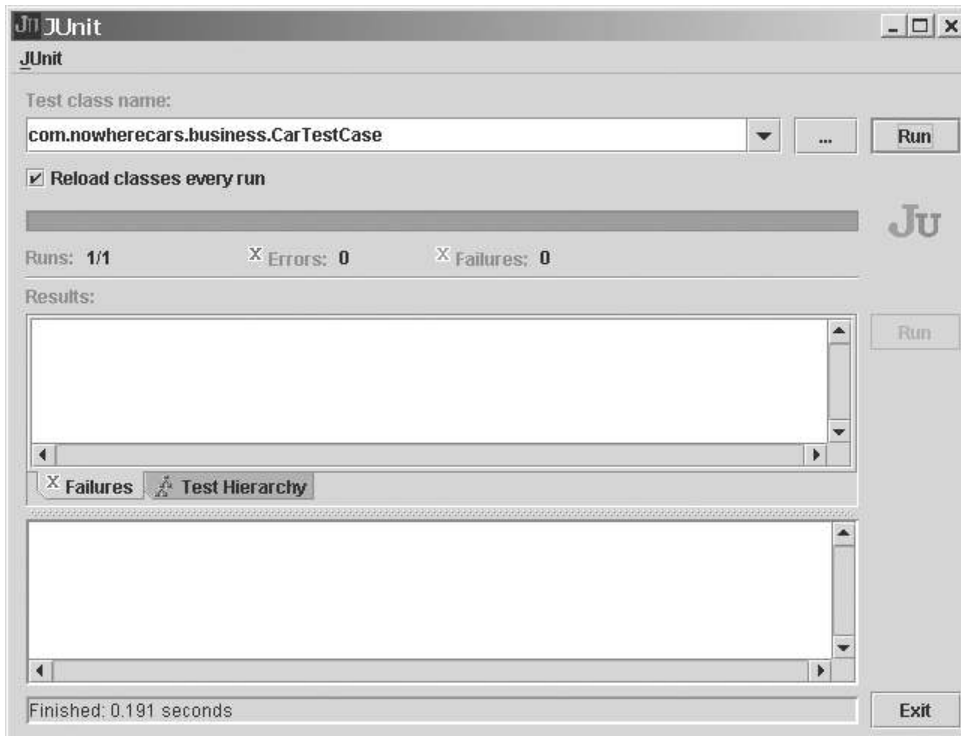 JU JUnit
JUnit
Test class name:
com.nowherecars.business.CarTestCase
...
Run
Reload classes every run
JU
Runs: 1/1 X Errors: 0 X Failures: 0
Results:
Run
X Failures Test Hierarchy
Finished: 0.191 seconds
Exit